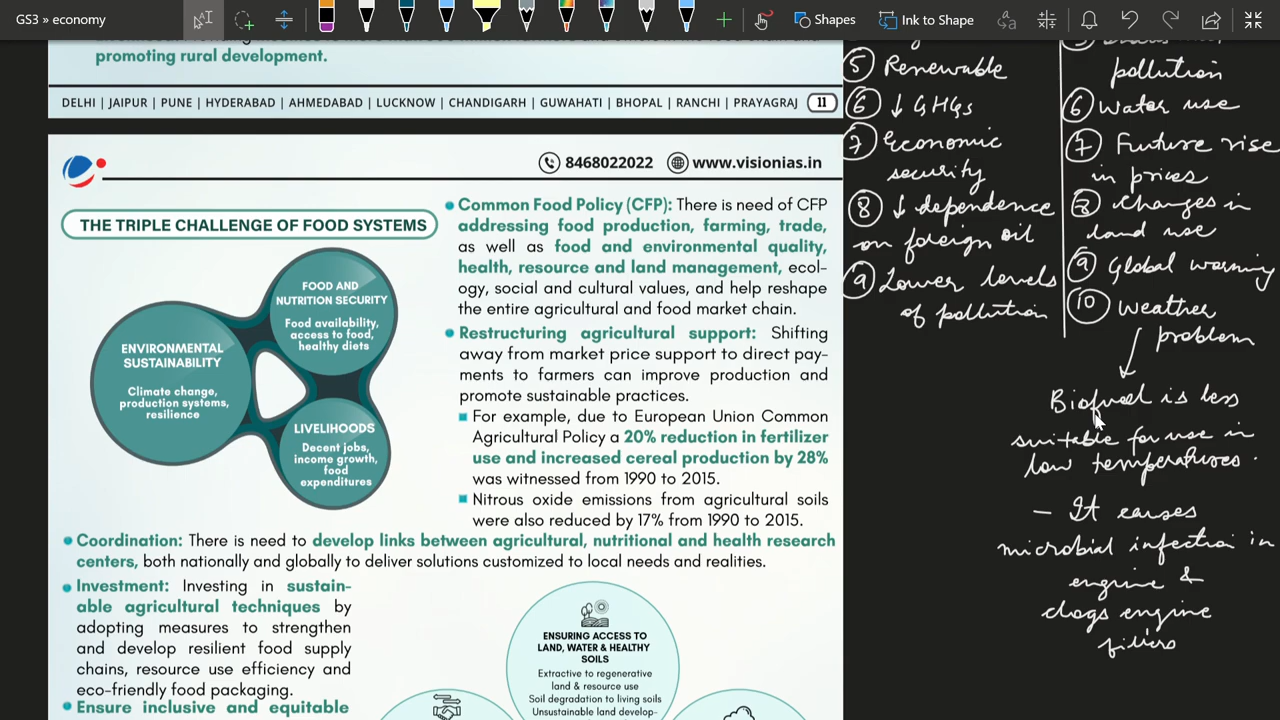 GS3 » economy
Shapes
Ink to Shape
promoting rural development.
DELHI | JAIPUR | PUNE | HYDERABAD | AHMEDABAD | LUCKNOW | CHANDIGARH | GUWAHATI | BHOPAL | RANCHI | PRAYAGRAJ 11
8468022022 www.visionias.in
THE TRIPLE CHALLENGE OF FOOD SYSTEMS
FOOD AND
NUTRITION SECURITY
Food availability,
access to food,
healthy diets
ENVIRONMENTAL
SUSTAINABILITY
Climate change,
production systems,
resilience
LIVELIHOODS
Decent jobs,
income growth,
food
expenditures
Common Food Policy (CFP): There is need of CFP
addressing food production, farming, trade,
as well as food and environmental quality,
health, resource and land management, ecol-
ogy, social and cultural values, and help reshape
the entire agricultural and food market chain.
Restructuring agricultural support: Shifting
away from market price support to direct pay-
ments to farmers can improve production and
promote sustainable practices.
For example, due to European Union Common
Agricultural Policy a 20% reduction in fertilizer
use and increased cereal production by 28%
was witnessed from 1990 to 2015.
Nitrous oxide emissions from agricultural soils
were also reduced by 17% from 1990 to 2015.
Coordination: There is need to develop links between agricultural, nutritional and health research
centers, both nationally and globally to deliver solutions customized to local needs and realities.
Investment: Investing in sustain-
able agricultural techniques by
adopting measures to strengthen
and develop resilient food supply
chains, resource use efficiency and
eco-friendly food packaging.
Ensure inclusive and equitable
ENSURING ACCESS TO
LAND, WATER & HEALTHY
SOILS
Extractive to regenerative
land & resource use
Soil degradation to living soils
Unsustainable land develop-
5 Renewable
6 ↓ GHGs
7 Economic
security
8 ↓ dependence
on foreign oil
9 Lower levels
of pollution
pollution
6 Water use
7 Future rise
in prices
8 Changes in
land use
9 Global warming
10 Weather
problem
Biofuel is less
suitable for use in
low temperatures.
– It causes
microbial infection in
engine &
clogs engine
filters